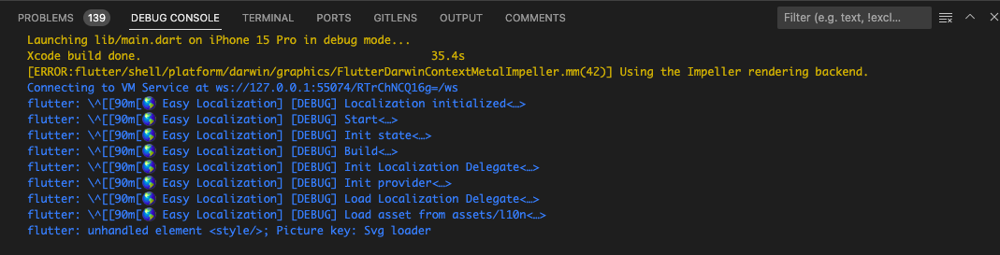 PROBLEMS 139 DEBUG CONSOLE TERMINAL PORTS GITLENS OUTPUT COMMENTS Filter (e.g. text, !excl...
Launching lib/main.dart on iPhone 15 Pro in debug mode...
Xcode build done. 35.4s
[ERROR:flutter/shell/platform/darwin/graphics/FlutterDarwinContextMetalImpeller.mm(42)] Using the Impeller rendering backend.
Connecting to VM Service at ws://127.0.0.1:55074/RTrChNCQ16g=/ws
flutter: \^[[90m[🌎 Easy Localization] [DEBUG] Localization initialized<…>
flutter: \^[[90m[🌎 Easy Localization] [DEBUG] Start<…>
flutter: \^[[90m[🌎 Easy Localization] [DEBUG] Init state<…>
flutter: \^[[90m[🌎 Easy Localization] [DEBUG] Build<…>
flutter: \^[[90m[🌎 Easy Localization] [DEBUG] Init Localization Delegate<…>
flutter: \^[[90m[🌎 Easy Localization] [DEBUG] Init provider<…>
flutter: \^[[90m[🌎 Easy Localization] [DEBUG] Load Localization Delegate<…>
flutter: \^[[90m[🌎 Easy Localization] [DEBUG] Load asset from assets/l10n<…>
flutter: unhandled element <style/>; Picture key: Svg loader